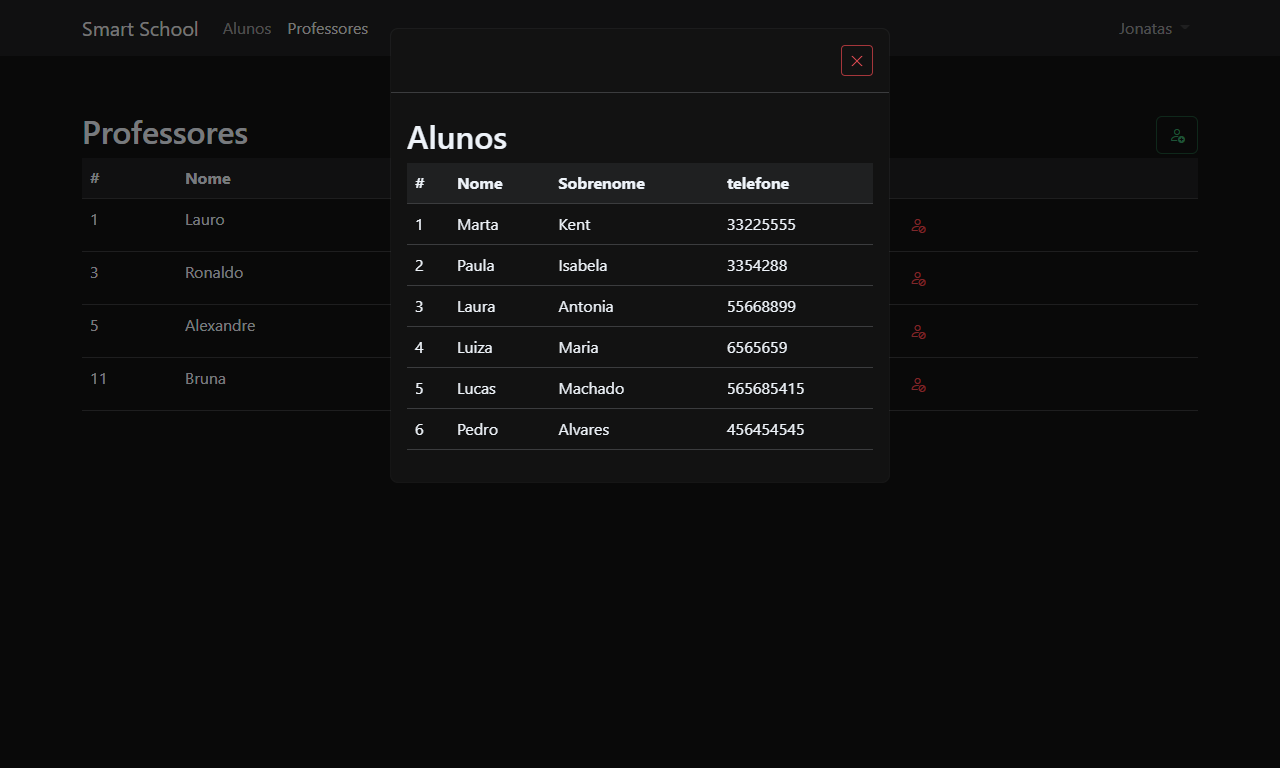 Smart School Alunos Professores Jonatas
Professores
# Nome
1 Lauro
3 Ronaldo
5 Alexandre
11 Bruna
Alunos
# Nome Sobrenome telefone
1 Marta Kent 33225555
2 Paula Isabela 3354288
3 Laura Antonia 55668899
4 Luiza Maria 6565659
5 Lucas Machado 565685415
6 Pedro Alvares 456454545